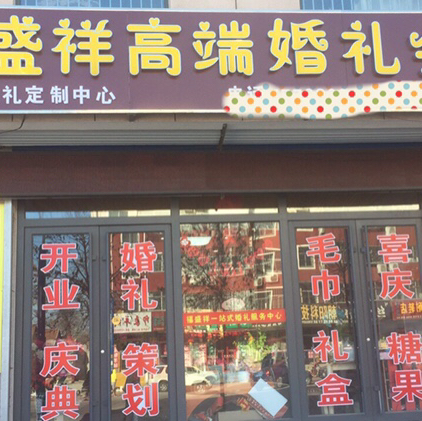 盛祥高端婚礼
礼定制中心
开业庆典
婚礼策划
福盛祥一站式婚礼服务中心
毛巾礼盒
喜庆糖果